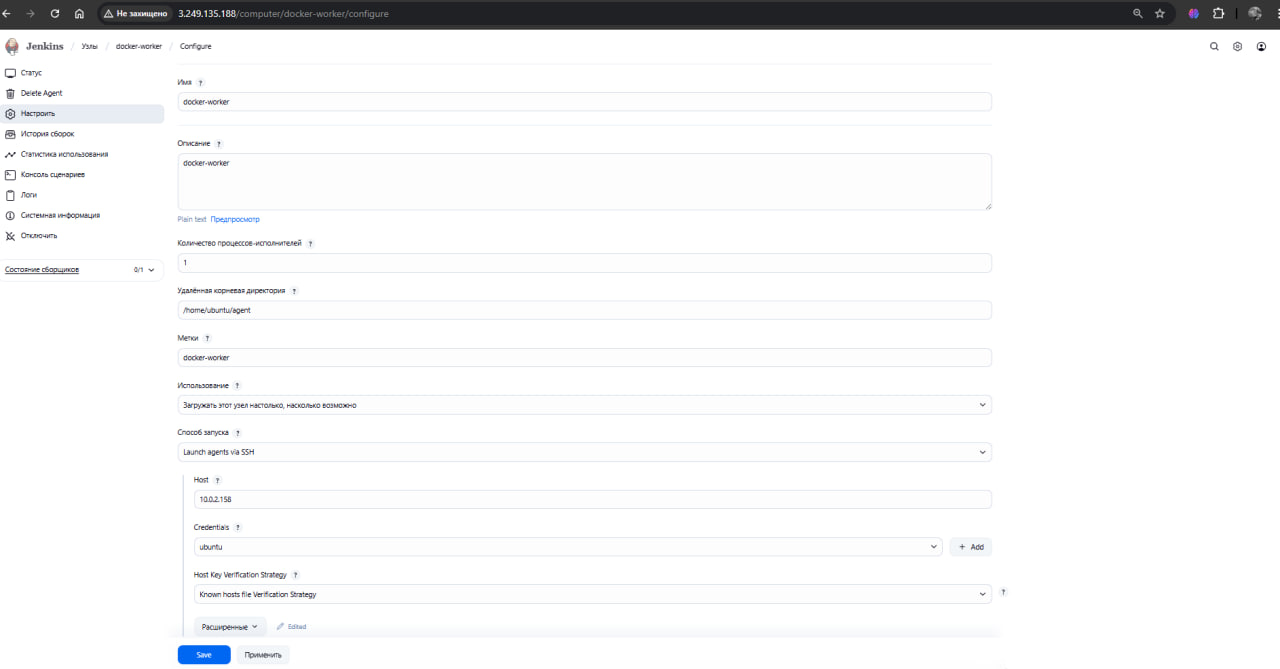 Не защищено 3.249.135.188/computer/docker-worker/configure
Jenkins / Узлы / docker-worker / Configure
Статус
Delete Agent
Настроить
История сборок
Статистика использования
Консоль сценариев
Логи
Системная информация
Отключить
Состояние сборщиков 0/1
Имя ?
docker-worker
Описание ?
docker-worker
Plain text Предпросмотр
Количество процессов-исполнителей ?
1
Удалённая корневая директория ?
/home/ubuntu/agent
Метки ?
docker-worker
Использование ?
Загружать этот узел настолько, насколько возможно
Способ запуска ?
Launch agents via SSH
Host ?
10.0.2.158
Credentials ?
ubuntu
+ Add
Host Key Verification Strategy ?
Known hosts file Verification Strategy
?
Расширенные Edited
Save Применить